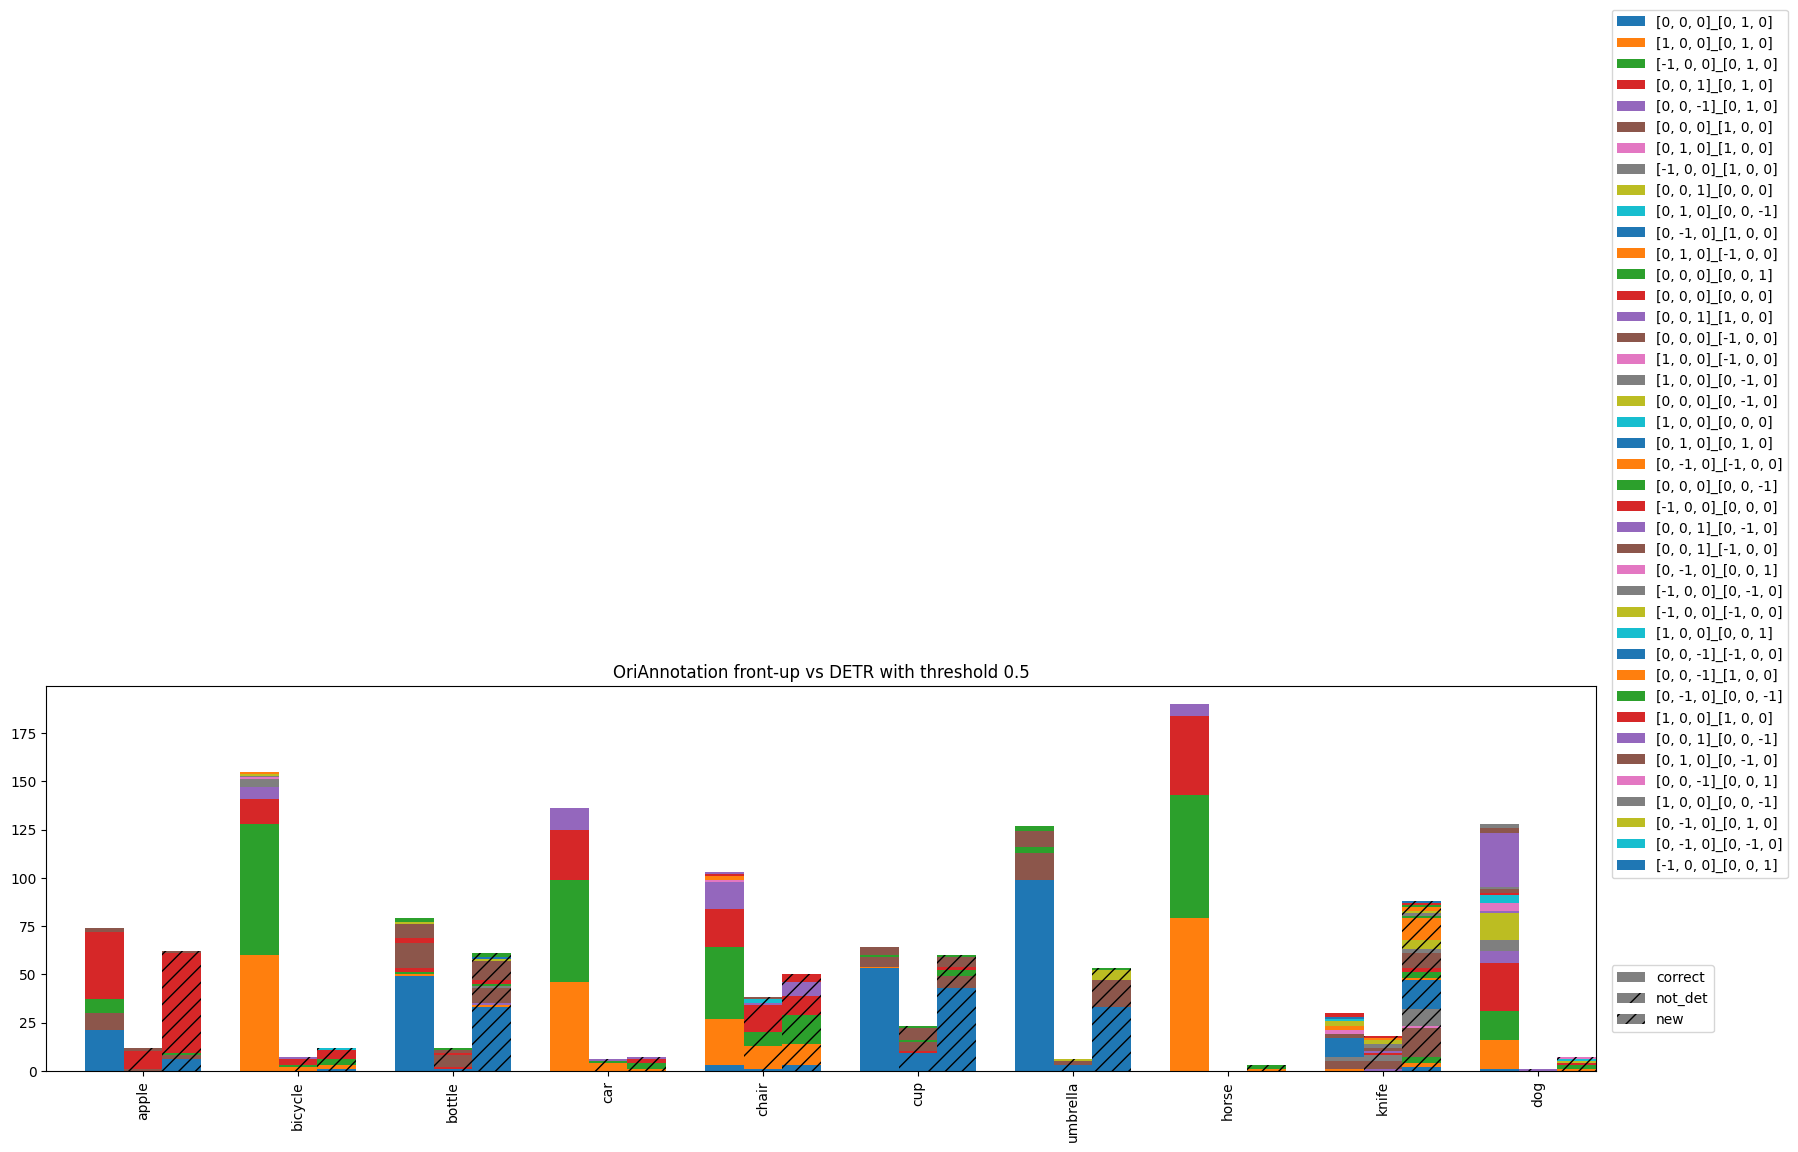 [0, 0, 0]_[0, 1, 0]
[1, 0, 0]_[0, 1, 0]
[-1, 0, 0]_[0, 1, 0]
[0, 0, 1]_[0, 1, 0]
[0, 0, -1]_[0, 1, 0]
[0, 0, 0]_[1, 0, 0]
[0, 1, 0]_[1, 0, 0]
[-1, 0, 0]_[1, 0, 0]
[0, 0, 1]_[0, 0, 0]
[0, 1, 0]_[0, 0, -1]
[0, -1, 0]_[1, 0, 0]
[0, 1, 0]_[-1, 0, 0]
[0, 0, 0]_[0, 0, 1]
[0, 0, 0]_[0, 0, 0]
[0, 0, 1]_[1, 0, 0]
[0, 0, 0]_[-1, 0, 0]
[1, 0, 0]_[-1, 0, 0]
[1, 0, 0]_[0, -1, 0]
[0, 0, 0]_[0, -1, 0]
[1, 0, 0]_[0, 0, 0]
[0, 1, 0]_[0, 1, 0]
[0, -1, 0]_[-1, 0, 0]
[0, 0, 0]_[0, 0, -1]
[-1, 0, 0]_[0, 0, 0]
[0, 0, 1]_[0, -1, 0]
[0, 0, 1]_[-1, 0, 0]
[0, -1, 0]_[0, 0, 1]
[-1, 0, 0]_[0, -1, 0]
[-1, 0, 0]_[-1, 0, 0]
[1, 0, 0]_[0, 0, 1]
[0, 0, -1]_[-1, 0, 0]
[0, 0, -1]_[1, 0, 0]
[0, -1, 0]_[0, 0, -1]
[1, 0, 0]_[1, 0, 0]
[0, 0, 1]_[0, 0, -1]
[0, 1, 0]_[0, -1, 0]
[0, 0, -1]_[0, 0, 1]
[1, 0, 0]_[0, 0, -1]
[0, -1, 0]_[0, 1, 0]
[0, -1, 0]_[0, -1, 0]
[-1, 0, 0]_[0, 0, 1]
OriAnnotation front-up vs DETR with threshold 0.5
175
150
125
100
75
50
25
0
correct
not_det
new
apple
bicycle
bottle
car
chair
cup
umbrella
horse
knife
dog